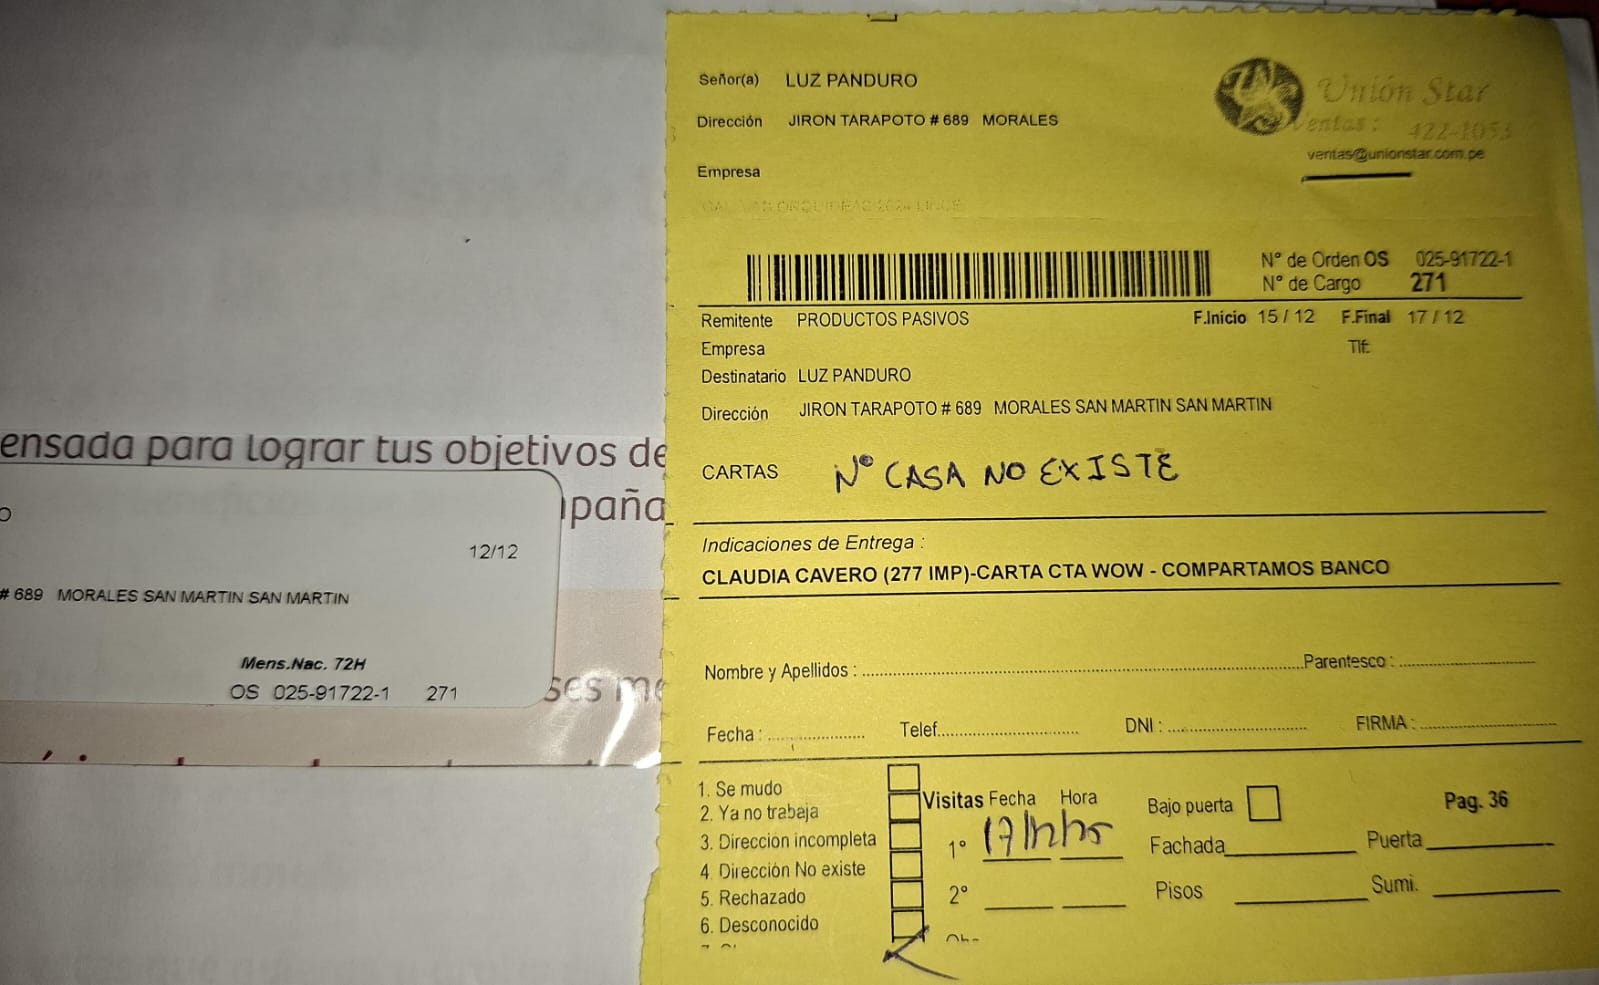 ensada para lograr tus objetivos de
paña
12/12
# 689 MORALES SAN MARTIN SAN MARTIN
Mens.Nac. 72H
OS 025-91722-1 271
ses me
Señor(a) LUZ PANDURO
Dirección JIRON TARAPOTO # 689 MORALES
Empresa
Unión Star
Ventas: 422-1053
ventas@unionstar.com.pe
N° de Orden OS 025-91722-1
N° de Cargo 271
Remitente PRODUCTOS PASIVOS F.Inicio 15 / 12 F.Final 17 / 12
Empresa Tlf:
Destinatario LUZ PANDURO
Dirección JIRON TARAPOTO # 689 MORALES SAN MARTIN SAN MARTIN
CARTAS N° CASA NO EXISTE
Indicaciones de Entrega :
CLAUDIA CAVERO (277 IMP)-CARTA CTA WOW - COMPARTAMOS BANCO
Nombre y Apellidos : Parentesco :
Fecha : Telef. DNI : FIRMA :
1. Se mudo
2. Ya no trabaja
3. Direccion incompleta
4. Dirección No existe
5. Rechazado
6. Desconocido
Visitas Fecha Hora
1°
2°
Bajo puerta Pag. 36
Fachada Puerta
Pisos Sumi.